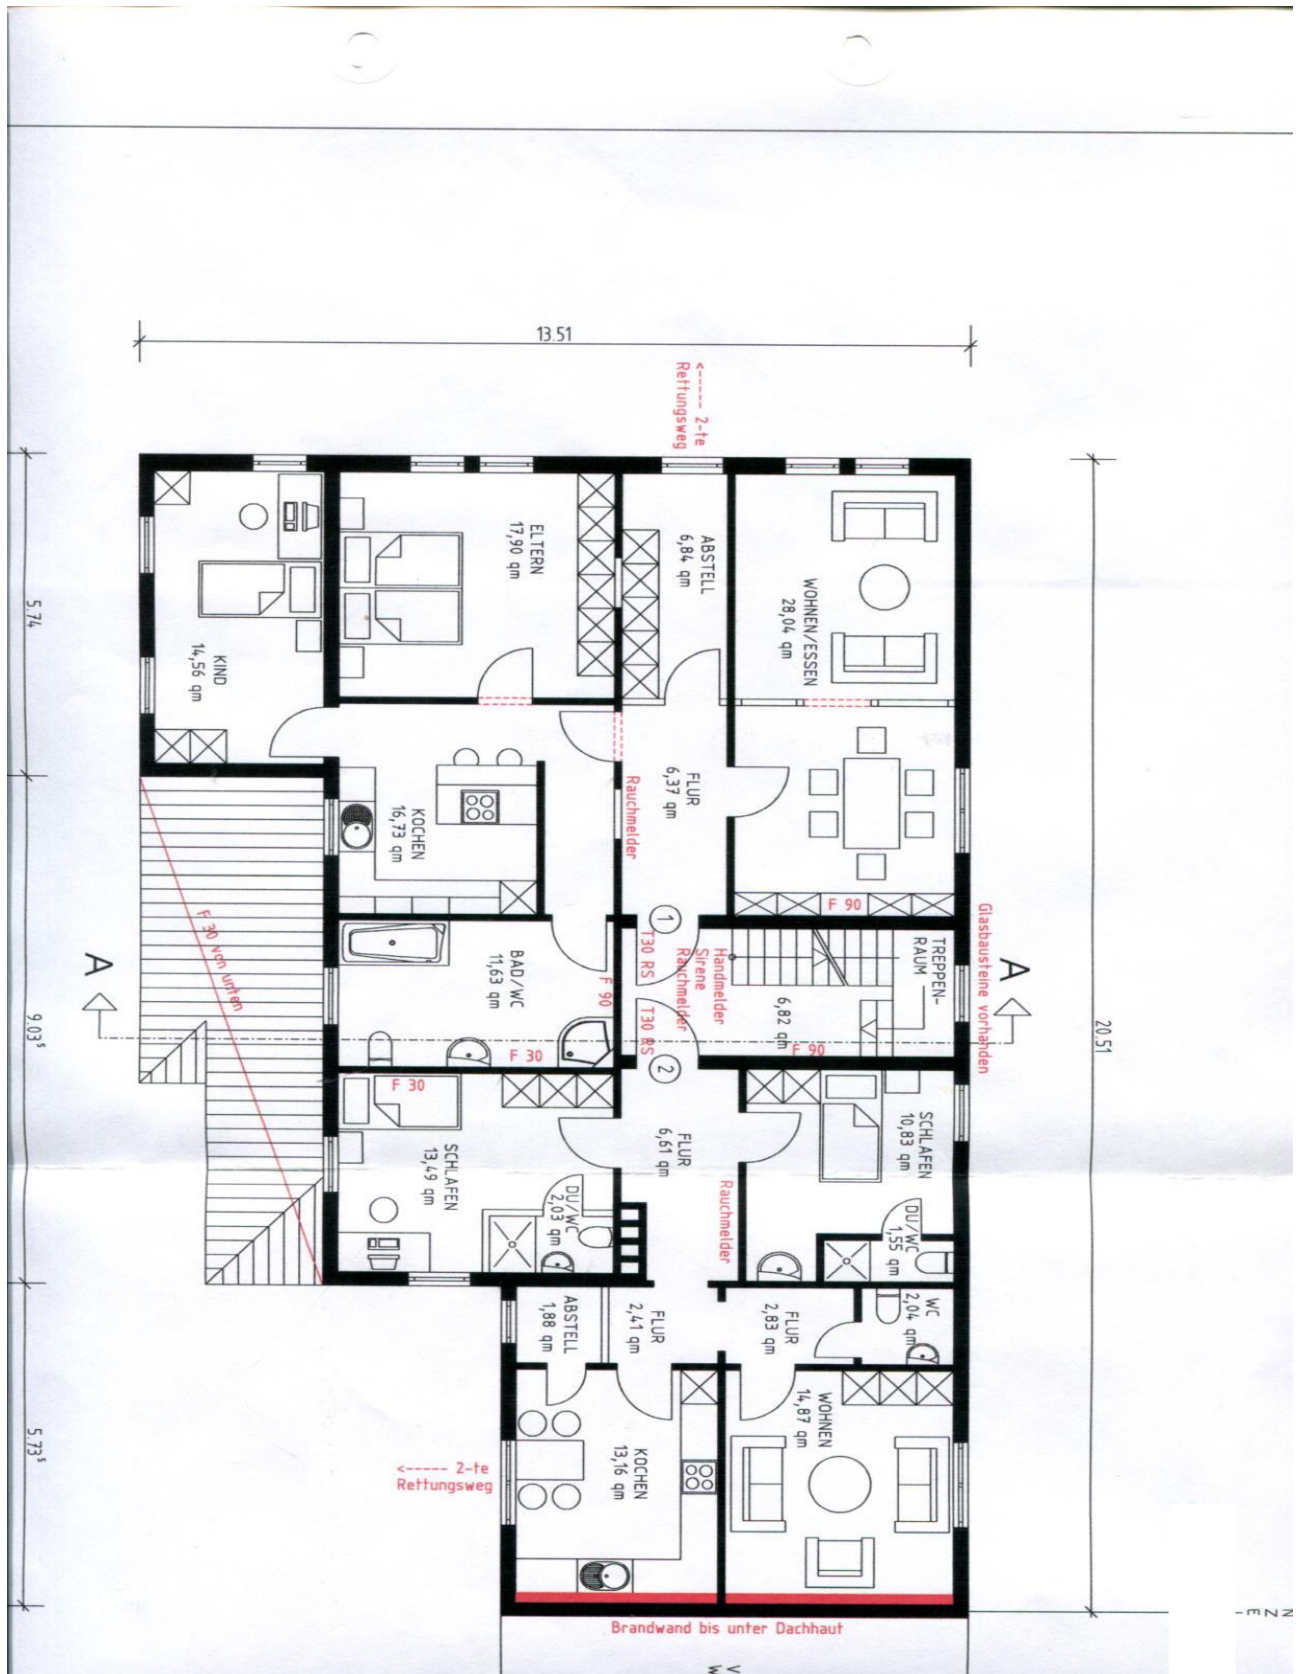 13.51
<----- 2-te
Rettungsweg
5.74
9.03⁵
5.73⁵
20.51
KIND
14,56 qm
ELTERN
17,90 qm
ABSTELL
6,84 qm
WOHNEN/ESSEN
28,04 qm
KOCHEN
16,73 qm
Rauchmelder
FLUR
6,37 qm
F 90
Glasbausteine vorhanden
F 30 von unten
A
A
BAD/WC
11,63 qm
F 90
F 30
1
T30 RS
T30 RS
2
Handmelder
Sirene
Rauchmelder
TREPPEN-
RAUM
6,82 qm
F 90
F 30
SCHLAFEN
13,49 qm
DU/WC
2,03 qm
FLUR
6,61 qm
Rauchmelder
SCHLAFEN
10,83 qm
DU/WC
1,55 qm
ABSTELL
1,88 qm
FLUR
2,41 qm
FLUR
2,83 qm
WC
2,04 qm
KOCHEN
13,16 qm
WOHNEN
14,87 qm
<----- 2-te
Rettungsweg
Brandwand bis unter Dachhaut
N
Z
E
V